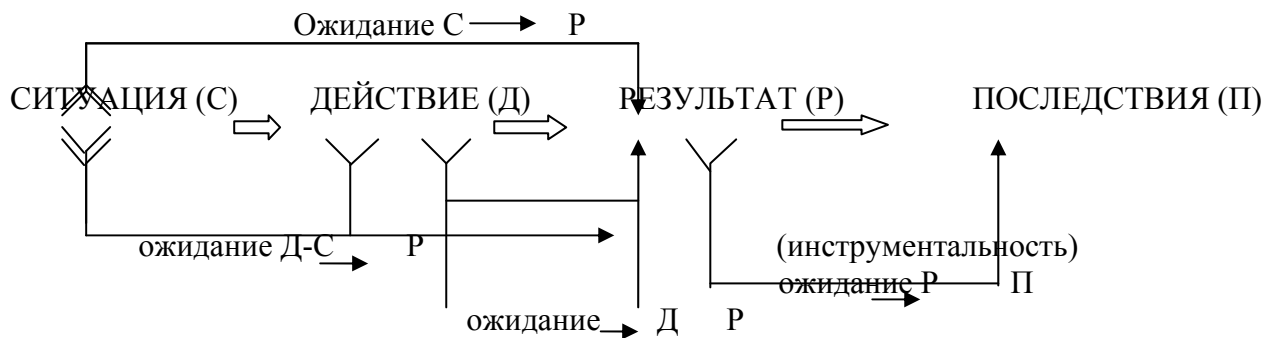 Ожидание С Р
СИТУАЦИЯ (С) ДЕЙСТВИЕ (Д) РЕЗУЛЬТАТ (Р) ПОСЛЕДСТВИЯ (П)
ожидание Д-С Р
(инструментальность)
ожидание Р П
ожидание Д Р